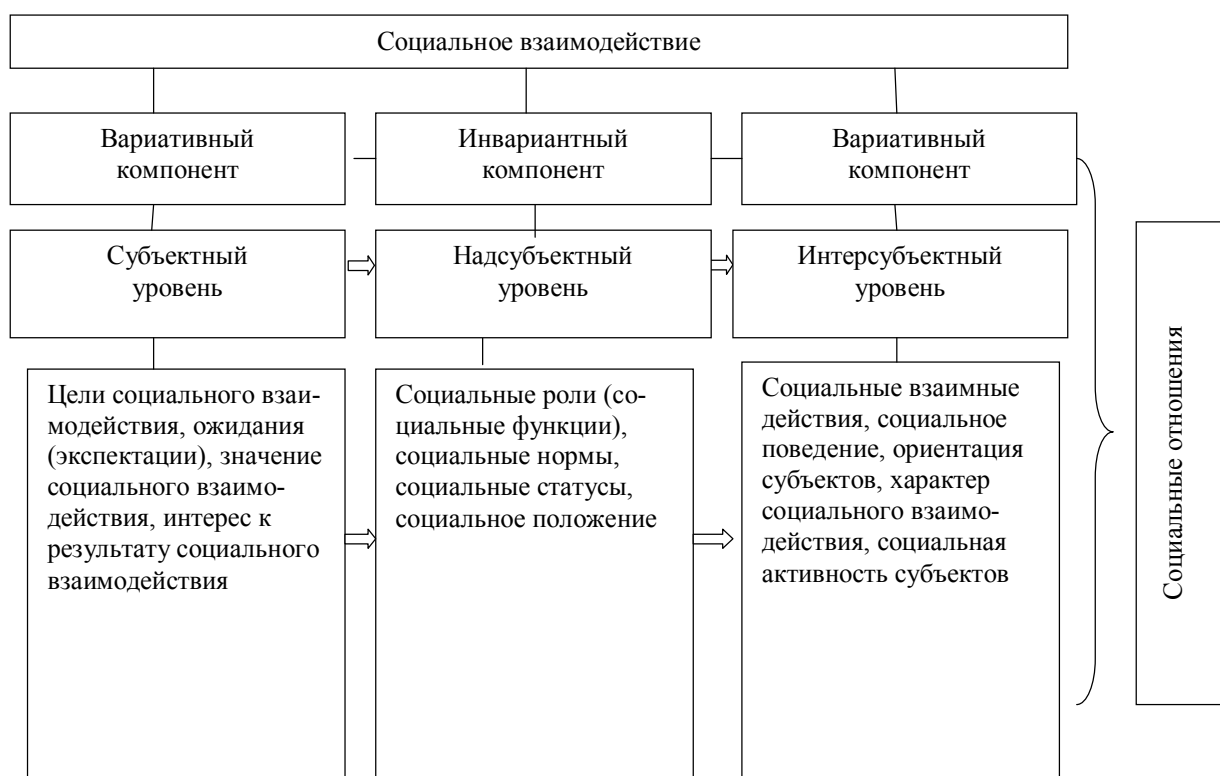 Социальное взаимодействие
Вариативный
компонент
Инвариантный
компонент
Вариативный
компонент
Субъектный
уровень
Надсубъектный
уровень
Интерсубъектный
уровень
Цели социального взаи-
модействия, ожидания
(экспектации), значение
социального взаимо-
действия, интерес к
результату социального
взаимодействия
Социальные роли (со-
циальные функции),
социальные нормы,
социальные статусы,
социальное положение
Социальные взаимные
действия, социальное
поведение, ориентация
субъектов, характер
социального взаимо-
действия, социальная
активность субъектов
Социальные отношения